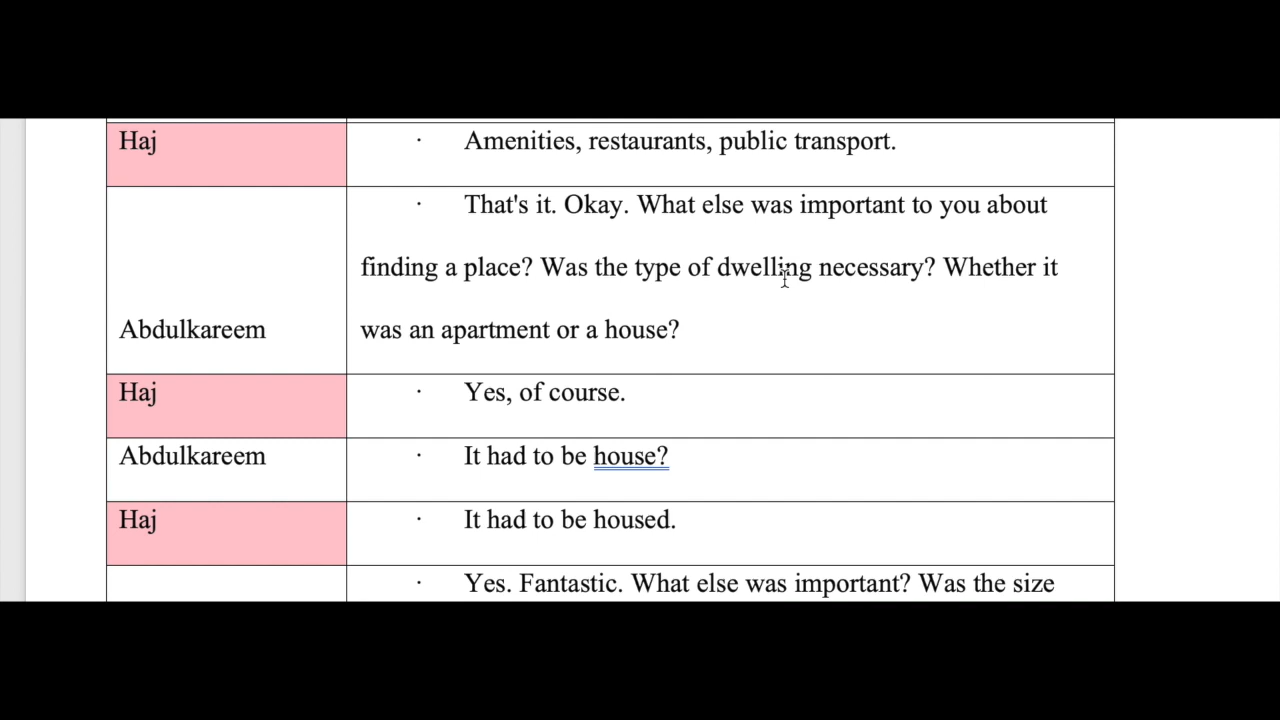 Haj
· Amenities, restaurants, public transport.
· That's it. Okay. What else was important to you about
finding a place? Was the type of dwelling necessary? Whether it
Abdulkareem
was an apartment or a house?
Haj
· Yes, of course.
Abdulkareem
· It had to be house?
Haj
· It had to be housed.
· Yes. Fantastic. What else was important? Was the size